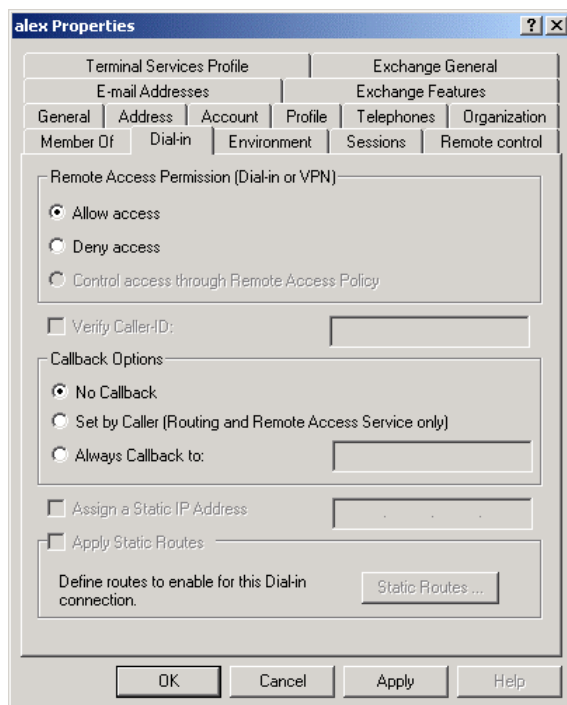 alex Properties
Terminal Services Profile Exchange General
E-mail Addresses Exchange Features
General Address Account Profile Telephones Organization
Member Of Dial-in Environment Sessions Remote control
Remote Access Permission (Dial-in or VPN)
Allow access
Deny access
Control access through Remote Access Policy
Verify Caller-ID:
Callback Options
No Callback
Set by Caller (Routing and Remote Access Service only)
Always Callback to:
Assign a Static IP Address
Apply Static Routes
Define routes to enable for this Dial-in
connection.
Static Routes ...
OK Cancel Apply Help